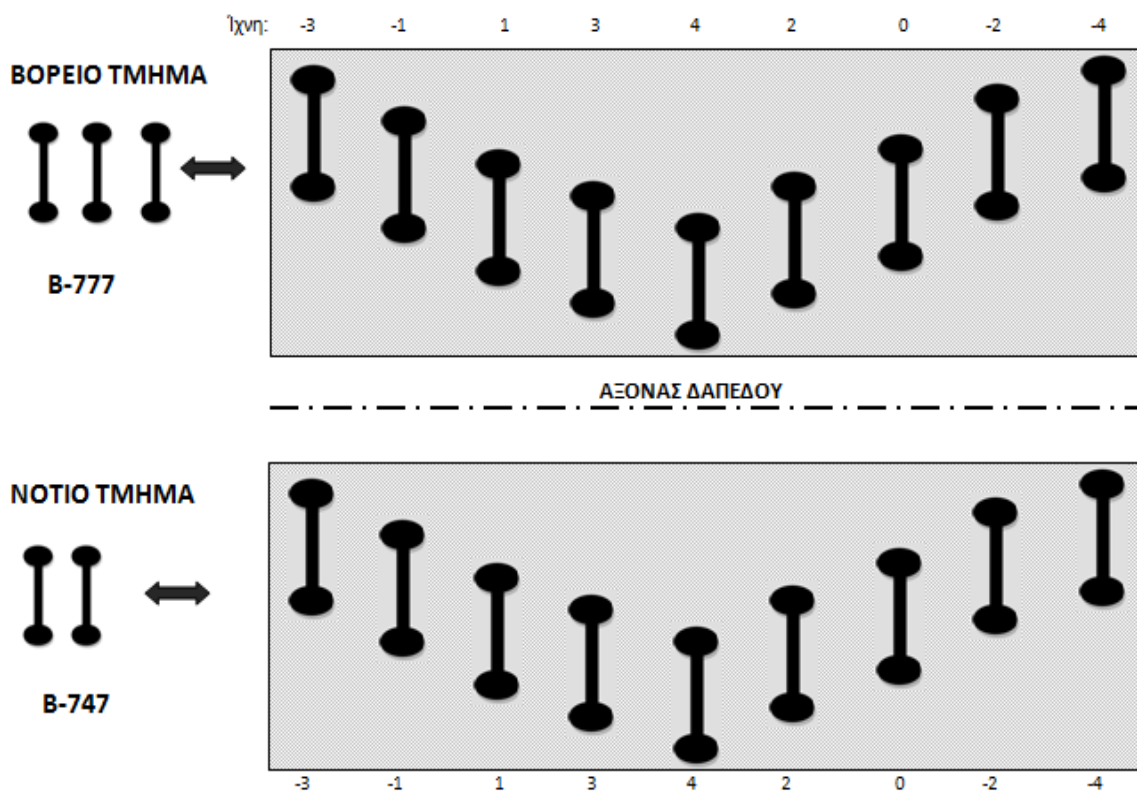 Ίχνη: -3 -1 1 3 4 2 0 -2 -4
ΒΟΡΕΙΟ ΤΜΗΜΑ
B-777
ΑΞΟΝΑΣ ΔΑΠΕΔΟΥ
ΝΟΤΙΟ ΤΜΗΜΑ
B-747
-3 -1 1 3 4 2 0 -2 -4